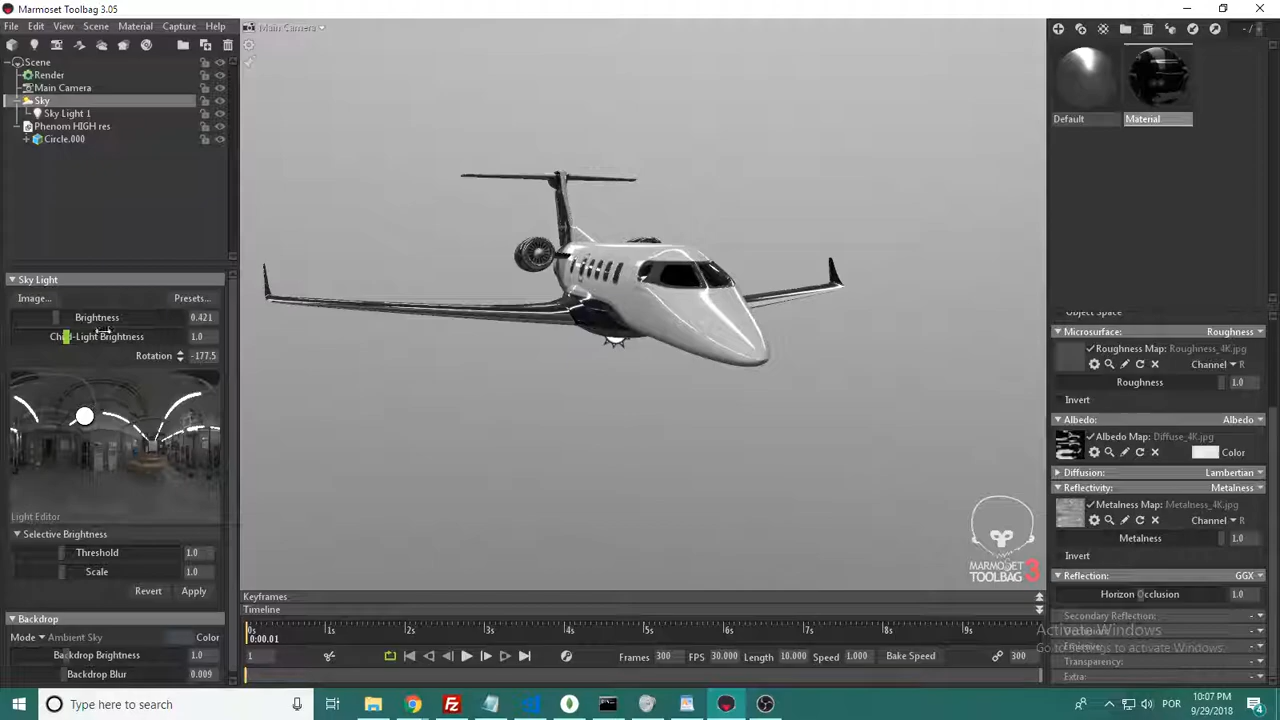 Marmoset Toolbag 3.05
File Edit View Scene Material Capture Help
Main Camera
Scene
Render
Main Camera
Sky
Sky Light 1
Phenom HIGH res
Circle.000
Sky Light
Image... Presets...
Brightness 0.421
Child-Light Brightness 1.0
Rotation -177.5
Light Editor
Selective Brightness
Threshold 1.0
Scale 1.0
Revert Apply
Backdrop
Mode Ambient Sky Color
Backdrop Brightness 1.0
Backdrop Blur 0.009
MARMOSET
TOOLBAG 3
Keyframes
Timeline
0s 1s 2s 3s 4s 5s 6s 7s 8s 9s
0:00.01
1 Frames 300 FPS 30.000 Length 10.000 Speed 1.000 Bake Speed 300
- /
Default Material
Object Space
Microsurface: Roughness
Roughness Map: Roughness_4K.jpg
Channel R
Roughness 1.0
Invert
Albedo: Albedo
Albedo Map: Diffuse_4K.jpg
Color
Diffusion: Lambertian
Reflectivity: Metalness
Metalness Map: Metalness_4K.jpg
Channel R
Metalness 1.0
Invert
Reflection: GGX
Horizon Occlusion 1.0
Secondary Reflection:
Transparency:
Extra:
Activate Windows
Go to Settings to activate Windows.
Type here to search
POR
10:07 PM
9/29/2018
4